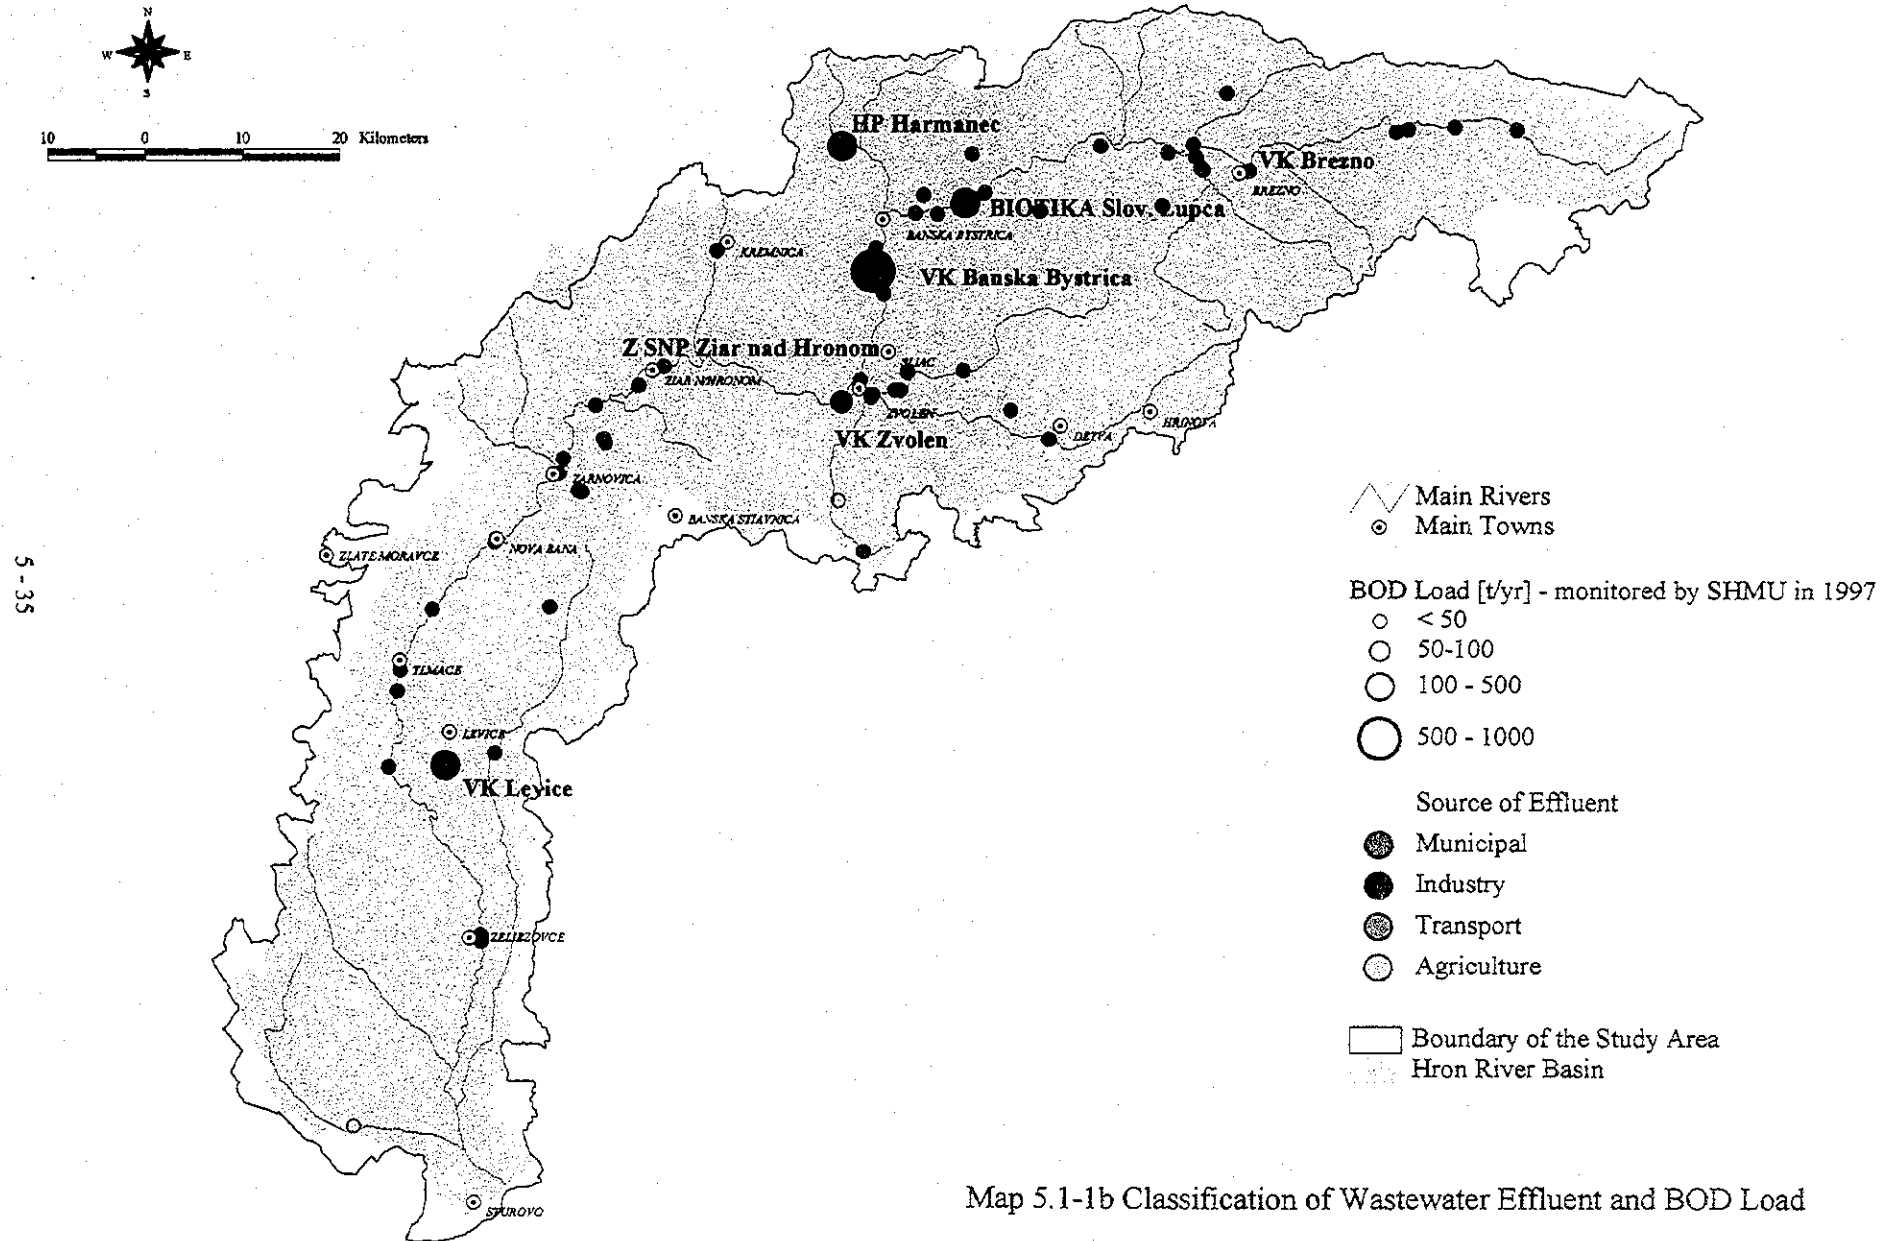 N
W E
S
10 0 10 20 Kilometers
HP Harmanec
VK Brezno
BREZNO
BIOTIKA Slov. Lupca
BANSKA BYSTRICA
KREMNICA
VK Banska Bystrica
Z SNP Ziar nad Hronom
SLIAC
ZIAR N/HRONOM
ZVOLEN
VK Zvolen
DETVA
HRINOVA
ZARNOVICA
BANSKA STIAVNICA
NOVA BANA
ZLATE MORAVCE
TLMACE
LEVICE
VK Levice
ZELIEZOVCE
STUROVO
Main Rivers
Main Towns
BOD Load [t/yr] - monitored by SHMU in 1997
< 50
50-100
100 - 500
500 - 1000
Source of Effluent
Municipal
Industry
Transport
Agriculture
Boundary of the Study Area
Hron River Basin
Map 5.1-1b Classification of Wastewater Effluent and BOD Load
5 - 35